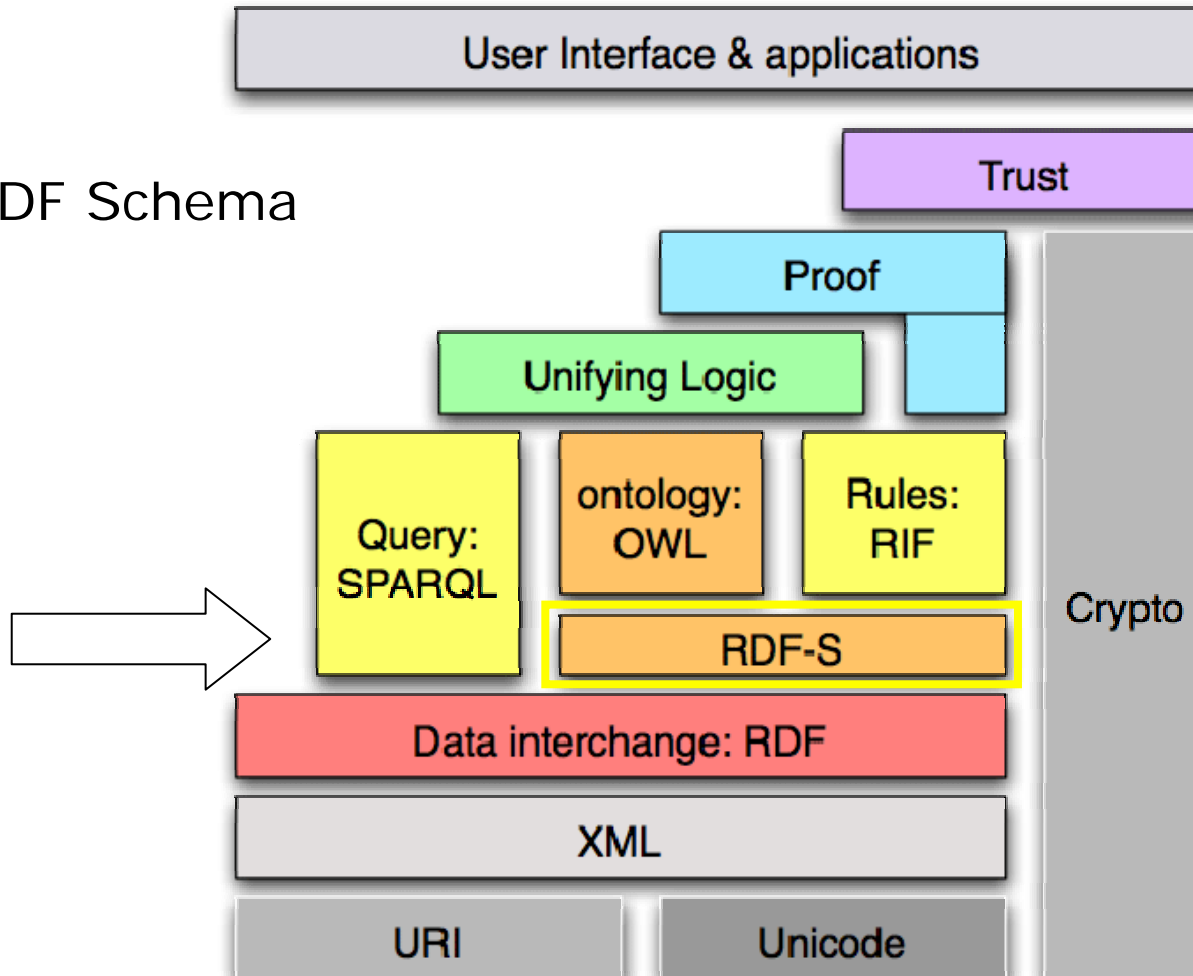 User Interface & applications
Trust
DF Schema
Proof
Unifying Logic
Query:
SPARQL
ontology:
OWL
Rules:
RIF
Crypto
RDF-S
Data interchange: RDF
XML
URI
Unicode